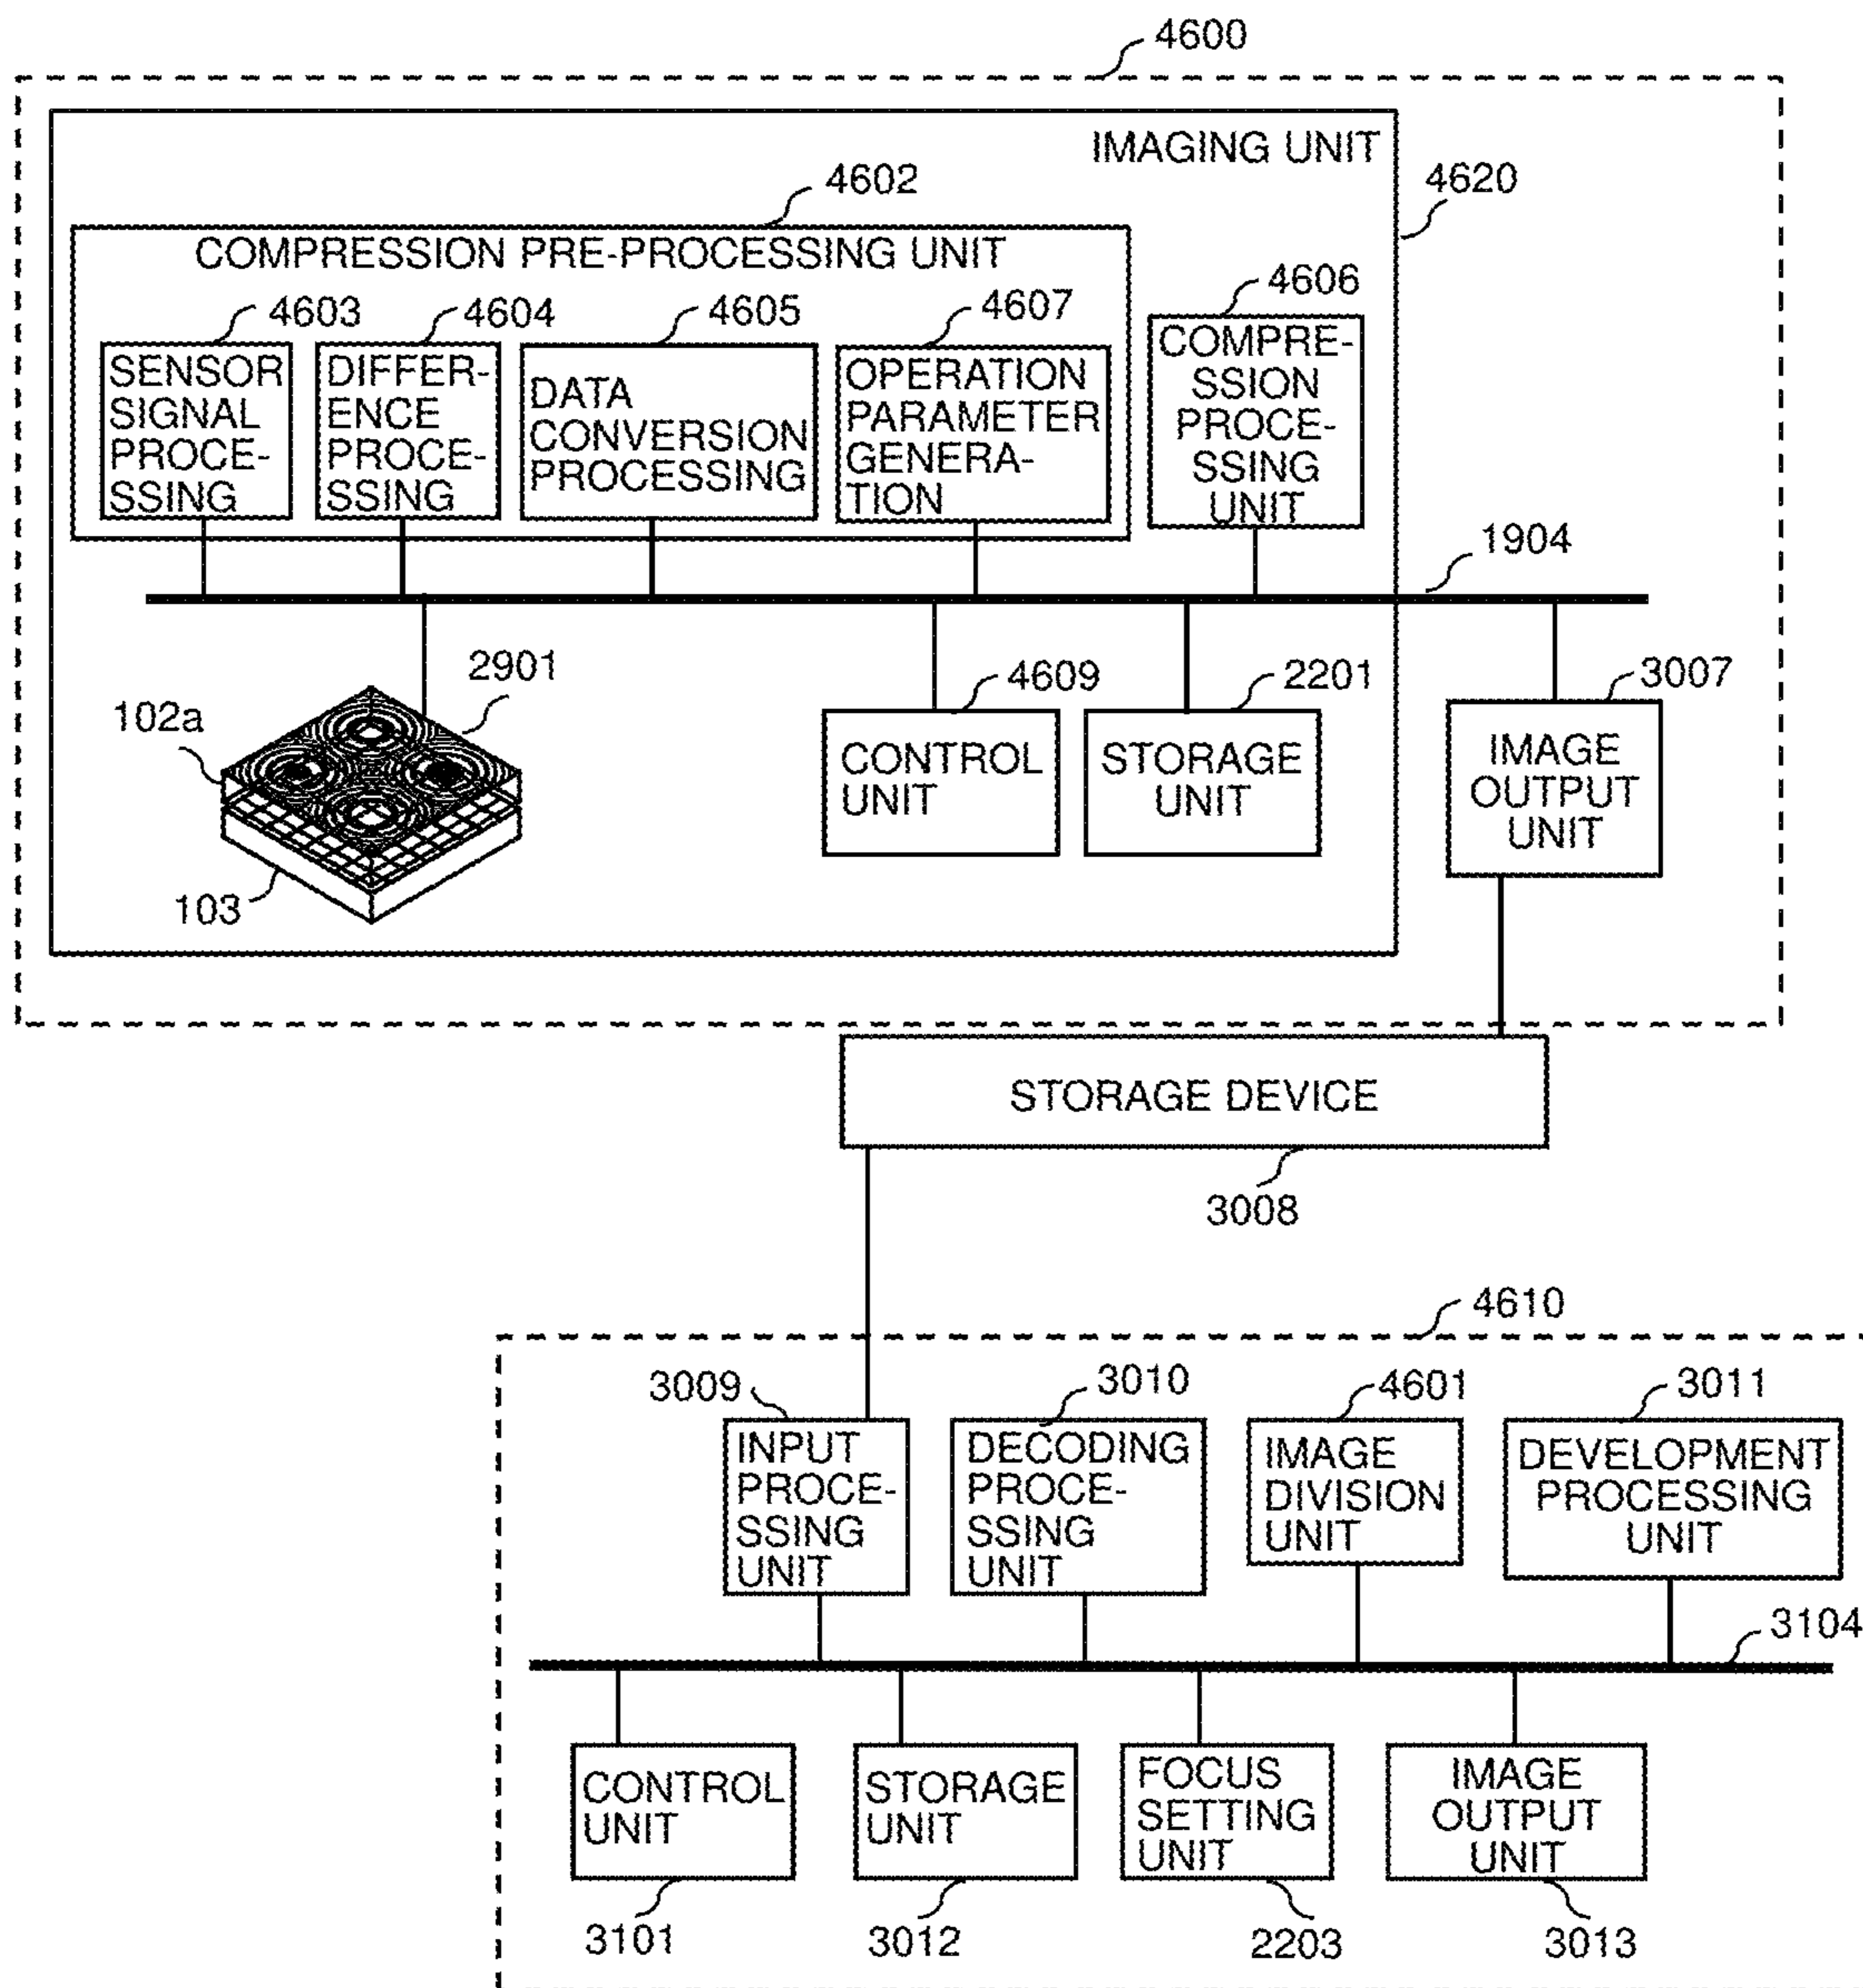 4600
IMAGING UNIT
4620
4602
COMPRESSION PRE-PROCESSING UNIT
4603
4604
4605
4607
4606
SENSOR
SIGNAL
PROCE-
SSING
DIFFER-
ENCE
PROCE-
SSING
DATA
CONVERSION
PROCESSING
OPERATION
PARAMETER
GENERA-
TION
COMPRE-
SSION
PROCE-
SSING
UNIT
1904
2901
102a
103
4609
CONTROL
UNIT
2201
STORAGE
UNIT
3007
IMAGE
OUTPUT
UNIT
STORAGE DEVICE
3008
4610
3009
INPUT
PROCE-
SSING
UNIT
3010
DECODING
PROCE-
SSING
UNIT
4601
IMAGE
DIVISION
UNIT
3011
DEVELOPMENT
PROCESSING
UNIT
3104
CONTROL
UNIT
3101
STORAGE
UNIT
3012
FOCUS
SETTING
UNIT
2203
IMAGE
OUTPUT
UNIT
3013